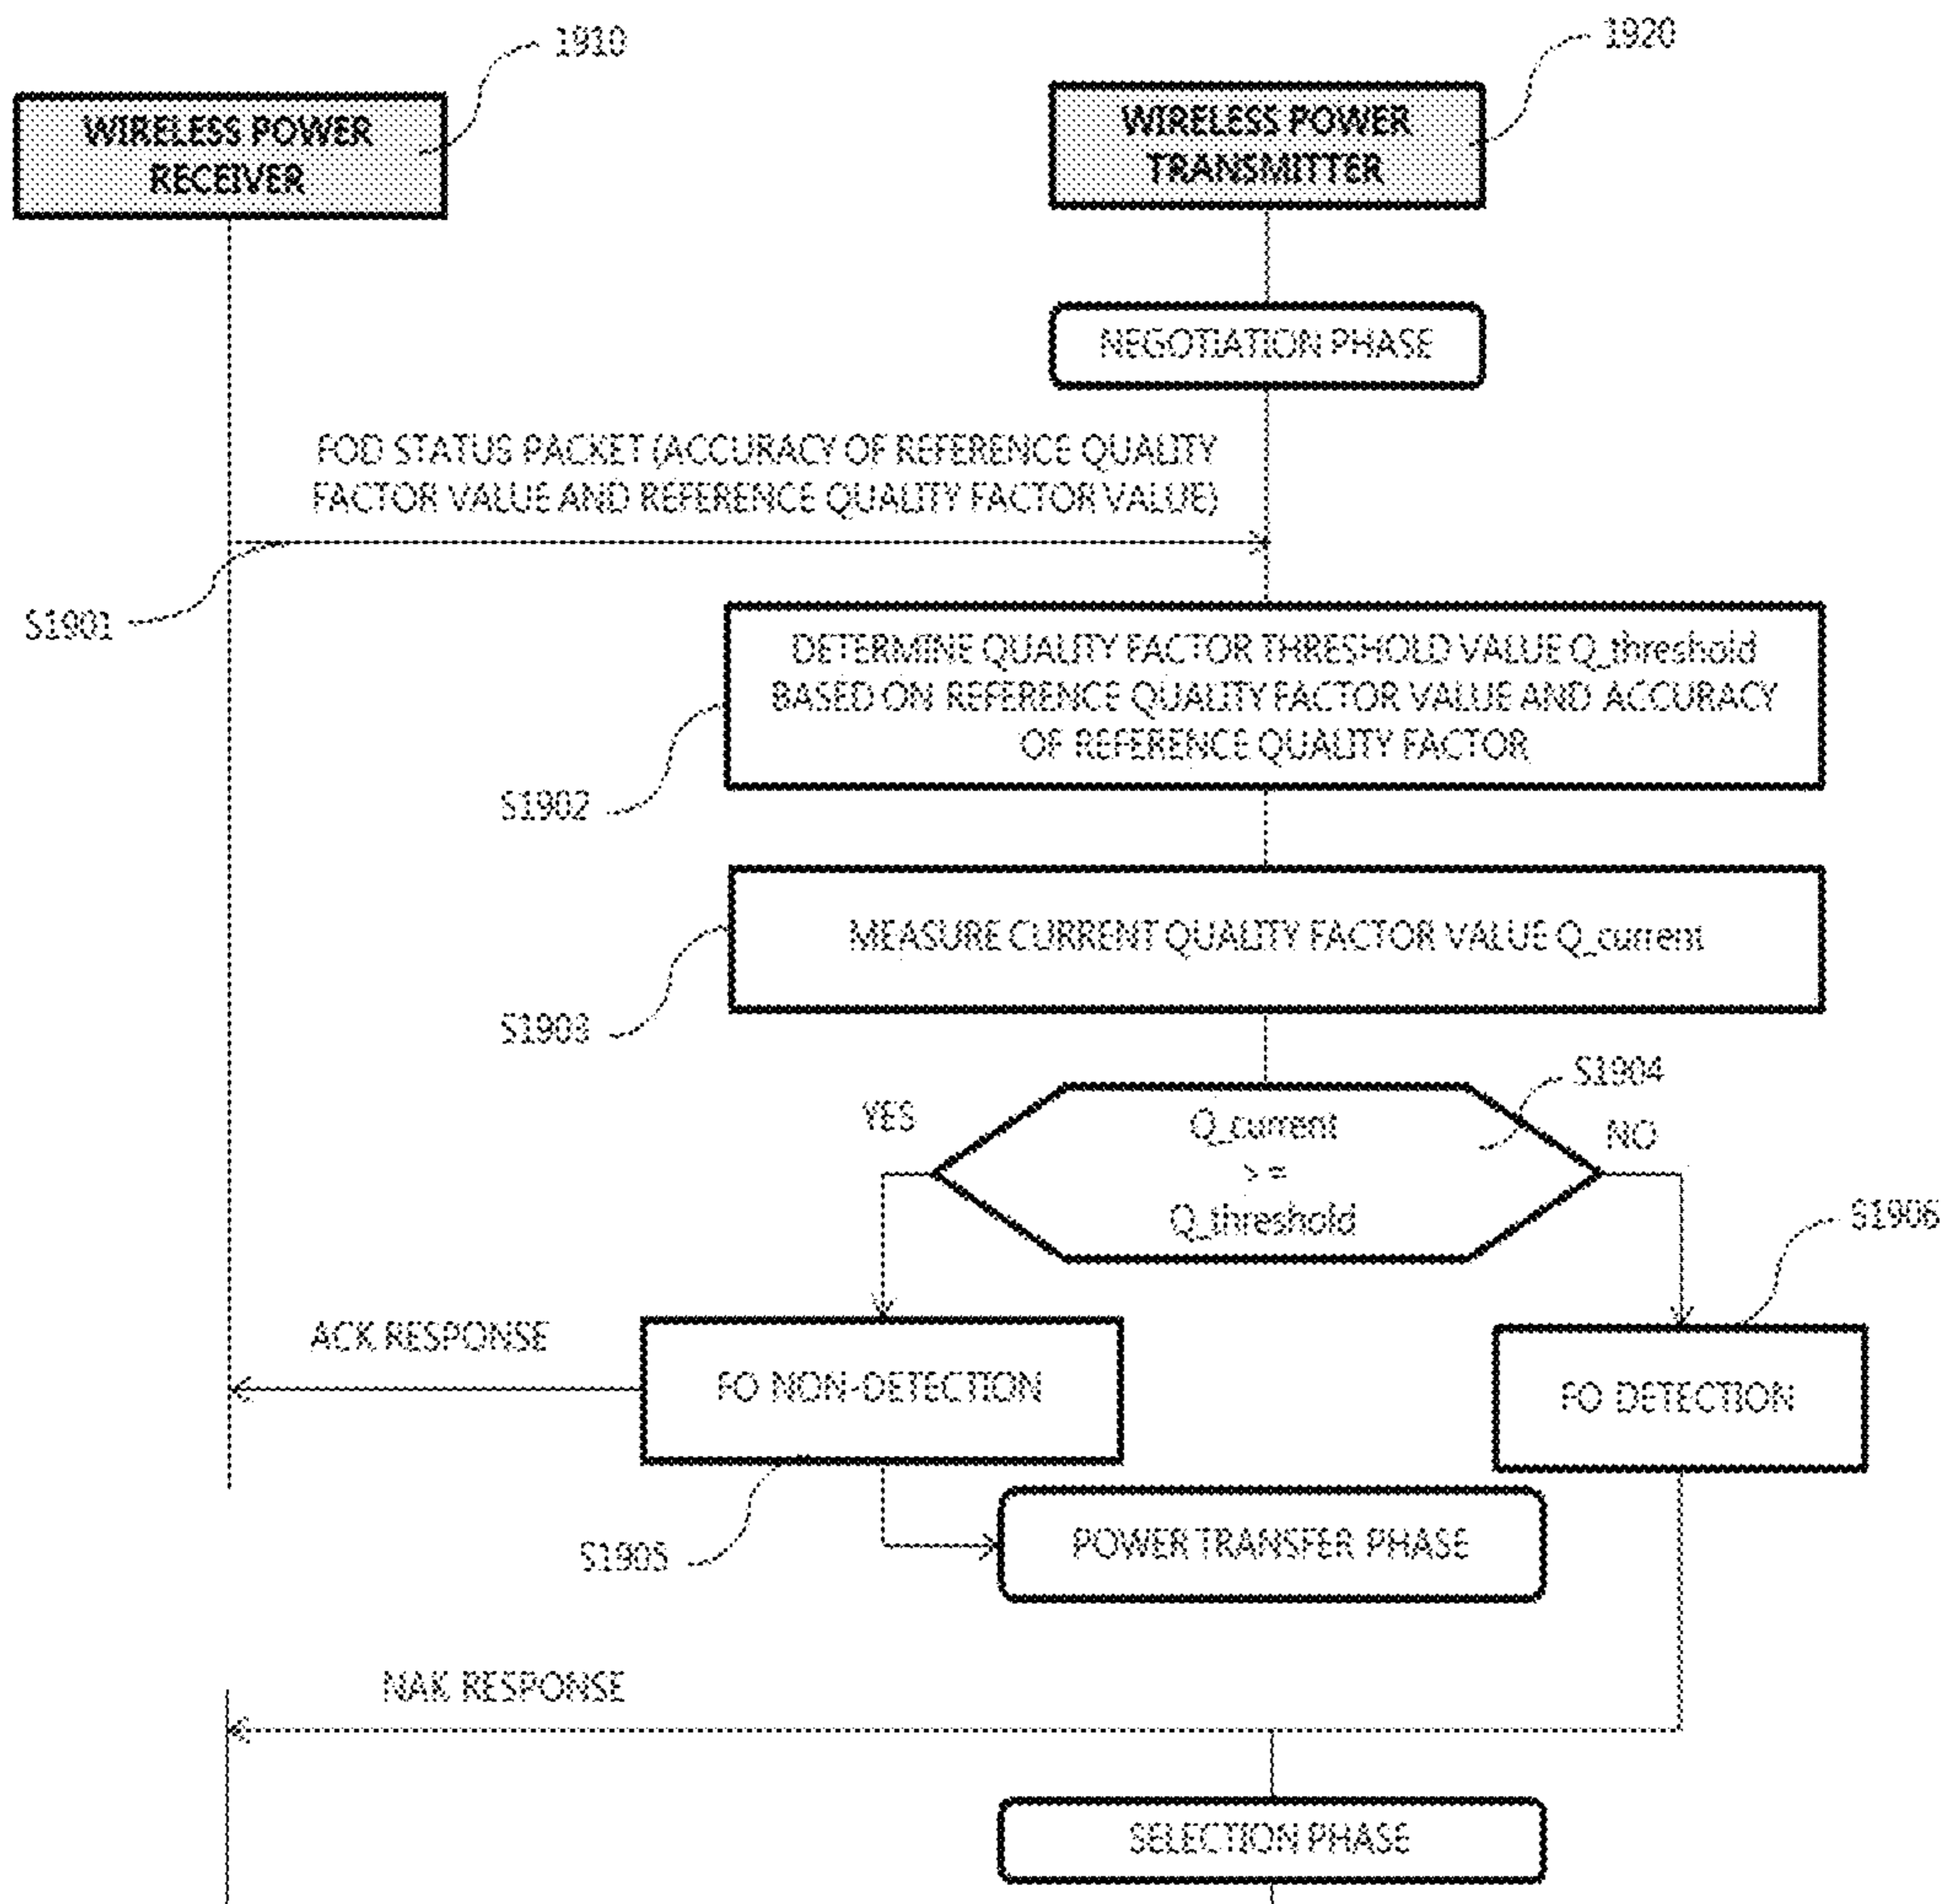 1910
1920
WIRELESS POWER
RECEIVER
WIRELESS POWER
TRANSMITTER
NEGOTIATION PHASE
FOD STATUS PACKET (ACCURACY OF REFERENCE QUALITY
FACTOR VALUE AND REFERENCE QUALITY FACTOR VALUE)
S1901
DETERMINE QUALITY FACTOR THRESHOLD VALUE Q_threshold
BASED ON REFERENCE QUALITY FACTOR VALUE AND ACCURACY
OF REFERENCE QUALITY FACTOR
S1902
MEASURE CURRENT QUALITY FACTOR VALUE Q_current
S1903
S1904
YES
Q_current
> =
Q_threshold
NO
S1906
ACK RESPONSE
FO NON-DETECTION
FO DETECTION
S1905
POWER TRANSFER PHASE
NAK RESPONSE
SELECTION PHASE